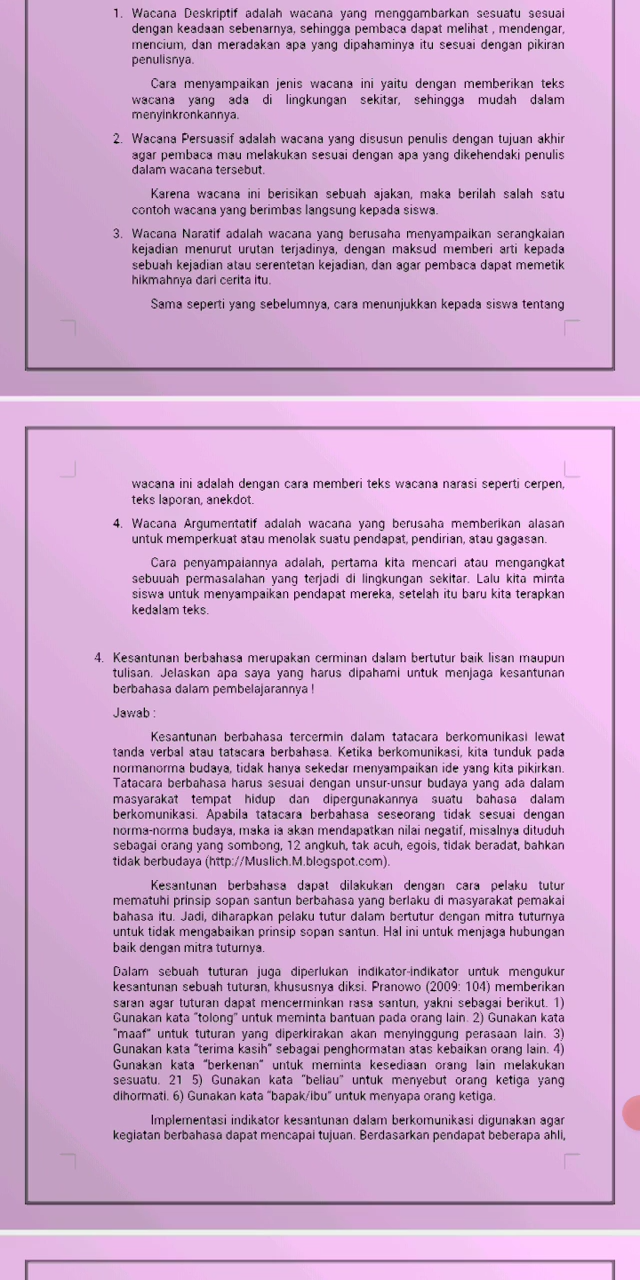 1. Wacana Deskriptif adalah wacana yang menggambarkan sesuatu sesuai
dengan keadaan sebenarnya, sehingga pembaca dapat melihat , mendengar,
mencium, dan meradakan apa yang dipahaminya itu sesuai dengan pikiran
penulisnya.
Cara menyampaikan jenis wacana ini yaitu dengan memberikan teks
wacana yang ada di lingkungan sekitar, sehingga mudah dalam
menyinkronkannya.
2. Wacana Persuasif adalah wacana yang disusun penulis dengan tujuan akhir
agar pembaca mau melakukan sesuai dengan apa yang dikehendaki penulis
dalam wacana tersebut.
Karena wacana ini berisikan sebuah ajakan, maka berilah salah satu
contoh wacana yang berimbas langsung kepada siswa.
3. Wacana Naratif adalah wacana yang berusaha menyampaikan serangkaian
kejadian menurut urutan terjadinya, dengan maksud memberi arti kepada
sebuah kejadian atau serentetan kejadian, dan agar pembaca dapat memetik
hikmahnya dari cerita itu.
Sama seperti yang sebelumnya, cara menunjukkan kepada siswa tentang
wacana ini adalah dengan cara memberi teks wacana narasi seperti cerpen,
teks laporan, anekdot.
4. Wacana Argumentatif adalah wacana yang berusaha memberikan alasan
untuk memperkuat atau menolak suatu pendapat, pendirian, atau gagasan.
Cara penyampaiannya adalah, pertama kita mencari atau mengangkat
sebuuah permasalahan yang terjadi di lingkungan sekitar. Lalu kita minta
siswa untuk menyampaikan pendapat mereka, setelah itu baru kita terapkan
kedalam teks.
4. Kesantunan berbahasa merupakan cerminan dalam bertutur baik lisan maupun
tulisan. Jelaskan apa saya yang harus dipahami untuk menjaga kesantunan
berbahasa dalam pembelajarannya !
Jawab :
Kesantunan berbahasa tercermin dalam tatacara berkomunikasi lewat
tanda verbal atau tatacara berbahasa. Ketika berkomunikasi, kita tunduk pada
normanorma budaya, tidak hanya sekedar menyampaikan ide yang kita pikirkan.
Tatacara berbahasa harus sesuai dengan unsur-unsur budaya yang ada dalam
masyarakat tempat hidup dan dipergunakannya suatu bahasa dalam
berkomunikasi. Apabila tatacara berbahasa seseorang tidak sesuai dengan
norma-norma budaya, maka ia akan mendapatkan nilai negatif, misalnya dituduh
sebagai orang yang sombong, 12 angkuh, tak acuh, egois, tidak beradat, bahkan
tidak berbudaya (http://Muslich.M.blogspot.com).
Kesantunan berbahasa dapat dilakukan dengan cara pelaku tutur
mematuhi prinsip sopan santun berbahasa yang berlaku di masyarakat pemakai
bahasa itu. Jadi, diharapkan pelaku tutur dalam bertutur dengan mitra tuturnya
untuk tidak mengabaikan prinsip sopan santun. Hal ini untuk menjaga hubungan
baik dengan mitra tuturnya.
Dalam sebuah tuturan juga diperlukan indikator-indikator untuk mengukur
kesantunan sebuah tuturan, khususnya diksi. Pranowo (2009: 104) memberikan
saran agar tuturan dapat mencerminkan rasa santun, yakni sebagai berikut. 1)
Gunakan kata “tolong” untuk meminta bantuan pada orang lain. 2) Gunakan kata
“maaf” untuk tuturan yang diperkirakan akan menyinggung perasaan lain. 3)
Gunakan kata “terima kasih” sebagai penghormatan atas kebaikan orang lain. 4)
Gunakan kata “berkenan” untuk meminta kesediaan orang lain melakukan
sesuatu. 21 5) Gunakan kata “beliau” untuk menyebut orang ketiga yang
dihormati. 6) Gunakan kata “bapak/ibu” untuk menyapa orang ketiga.
Implementasi indikator kesantunan dalam berkomunikasi digunakan agar
kegiatan berbahasa dapat mencapai tujuan. Berdasarkan pendapat beberapa ahli,